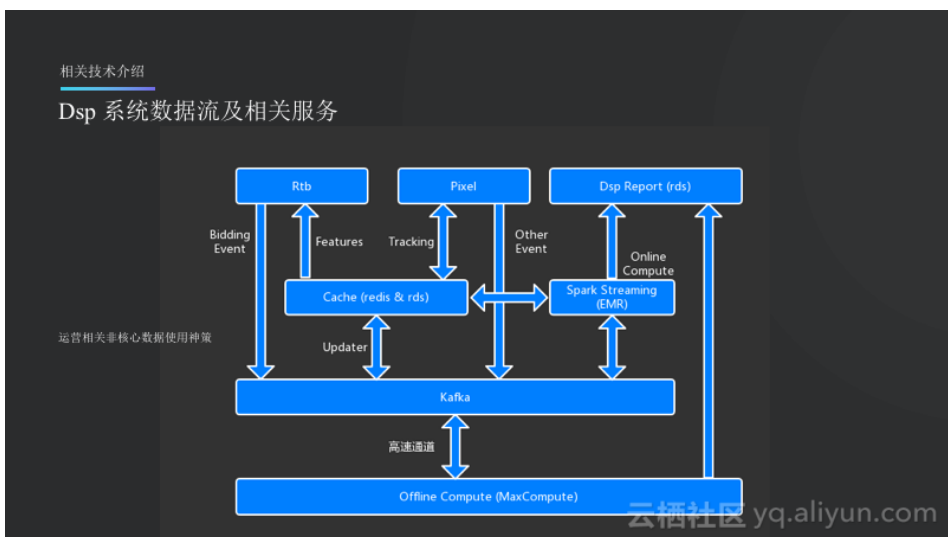 相关技术介绍
Dsp 系统数据流及相关服务
Rtb
Pixel
Dsp Report (rds)
Bidding
Event
Features
Tracking
Other
Event
Online
Compute
Cache (redis & rds)
Spark Streaming
(EMR)
运营相关非核心数据使用神策
Updater
Kafka
高速通道
Offline Compute (MaxCompute)
云栖社区 yq.aliyun.com